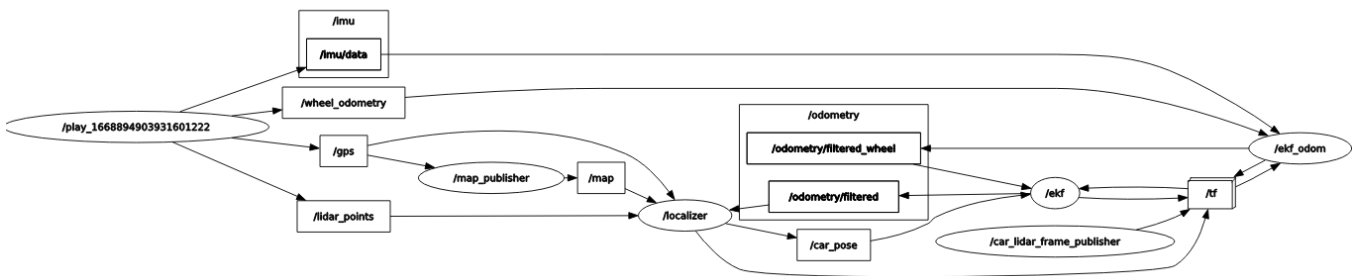 /imu
/imu/data
/wheel_odometry
/play_1668894903931601222
/gps
/map_publisher
/map
/lidar_points
/localizer
/odometry
/odometry/filtered_wheel
/odometry/filtered
/car_pose
/ekf
/car_lidar_frame_publisher
/tf
/ekf_odom